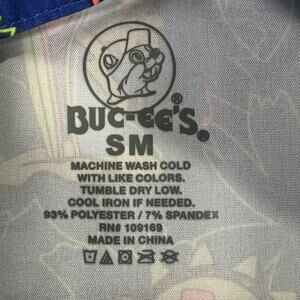 BUC-EE'S®
SM
MACHINE WASH COLD
WITH LIKE COLORS.
TUMBLE DRY LOW.
COOL IRON IF NEEDED.
93% POLYESTER / 7% SPANDEX
RN# 109169
MADE IN CHINA